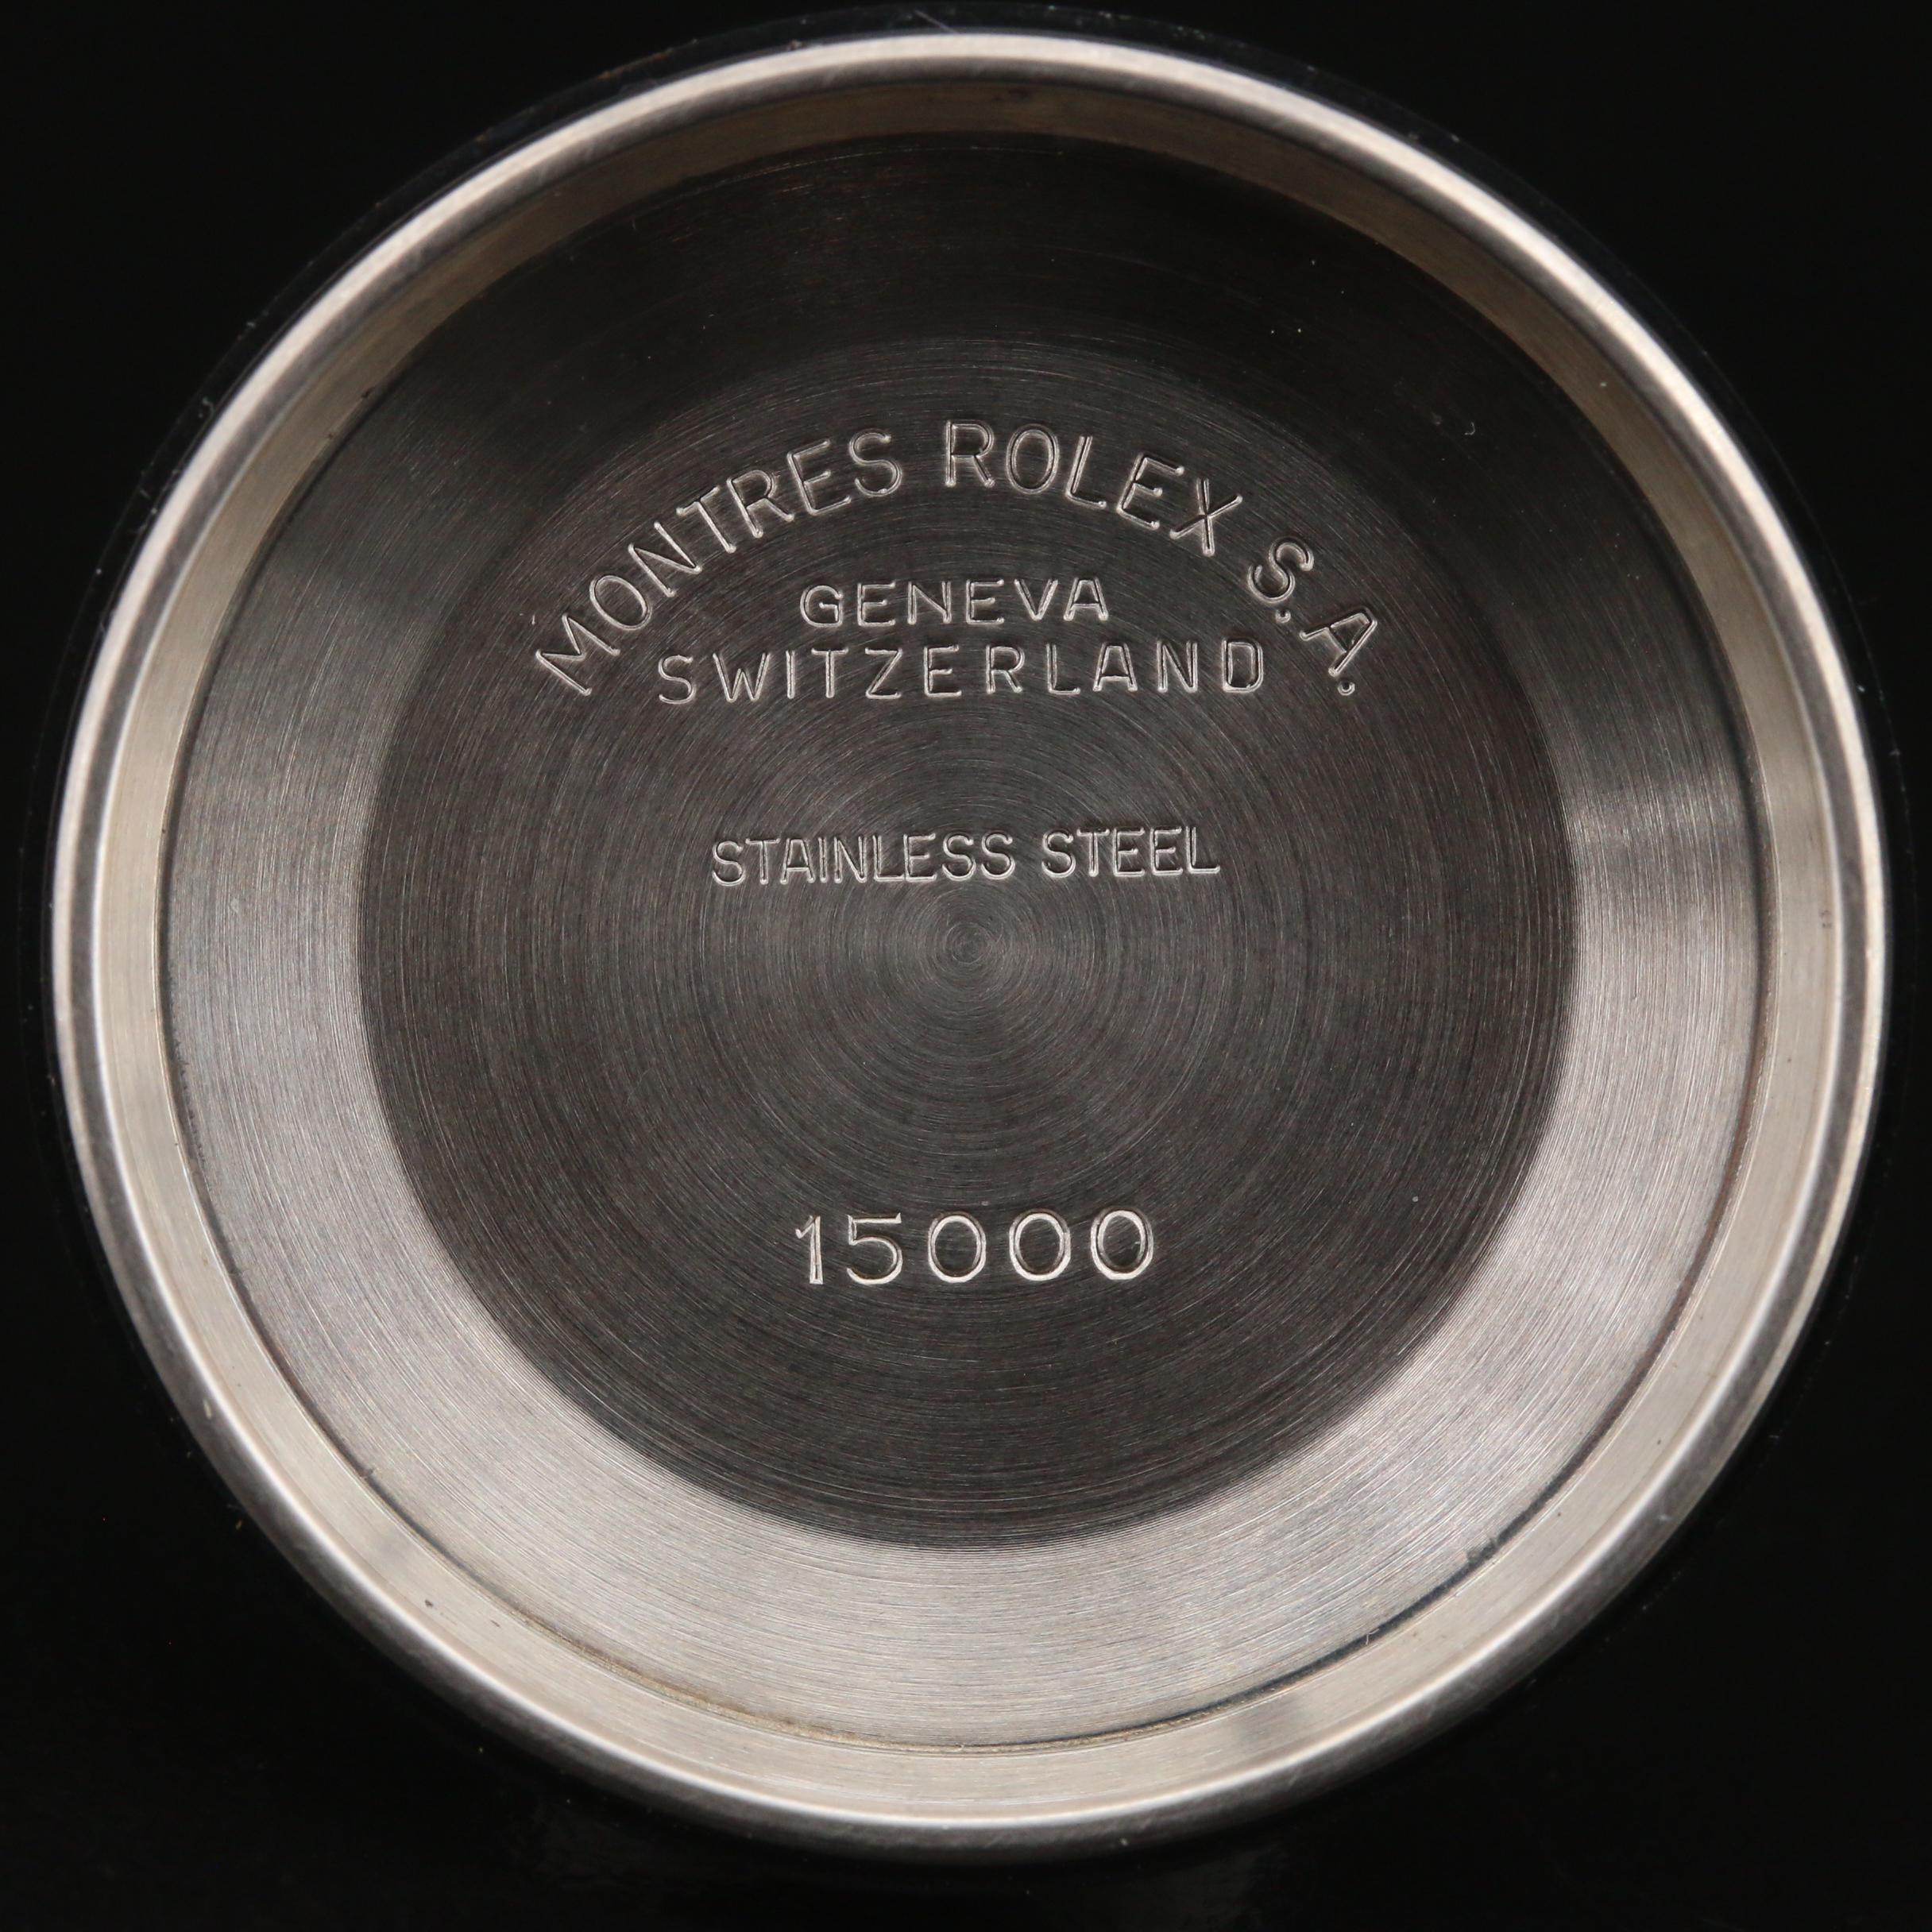 MONTRES ROLEX S.A.
GENEVA
SWITZERLAND
STAINLESS STEEL
15000